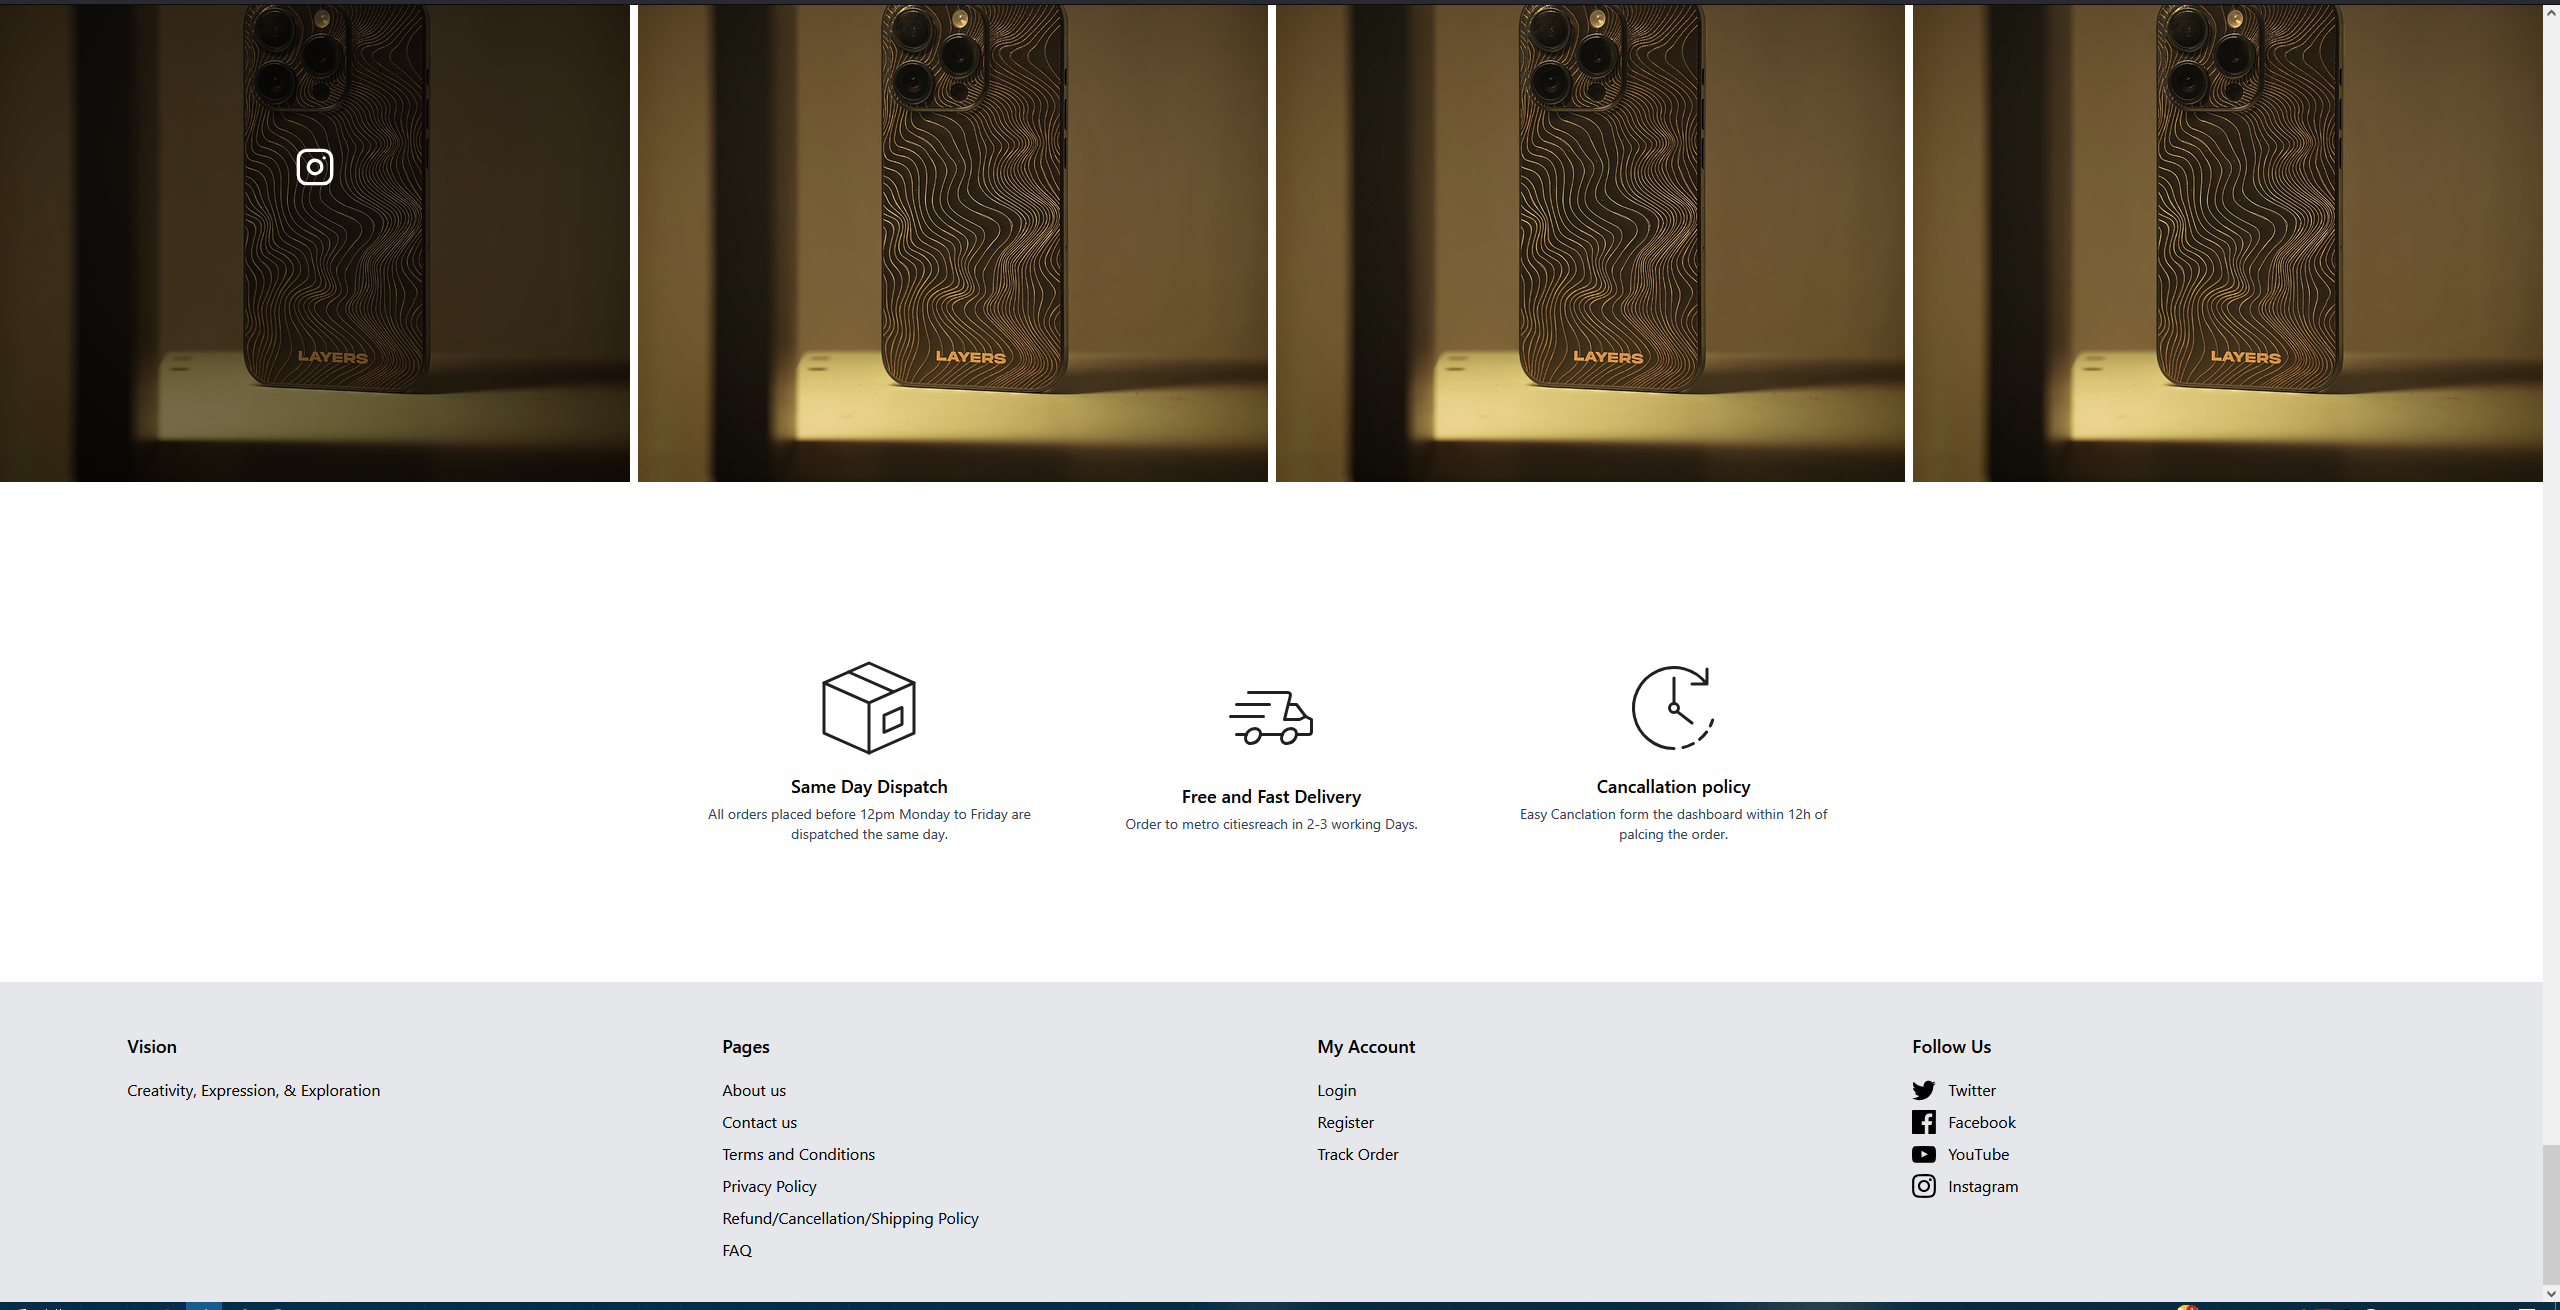 LAYERS
LAYERS
LAYERS
LAYERS
Same Day Dispatch
All orders placed before 12pm Monday to Friday are
dispatched the same day.
Free and Fast Delivery
Order to metro citiesreach in 2-3 working Days.
Cancallation policy
Easy Canclation form the dashboard within 12h of
palcing the order.
Vision
Creativity, Expression, & Exploration
Pages
About us
Contact us
Terms and Conditions
Privacy Policy
Refund/Cancellation/Shipping Policy
FAQ
My Account
Login
Register
Track Order
Follow Us
Twitter
Facebook
YouTube
Instagram